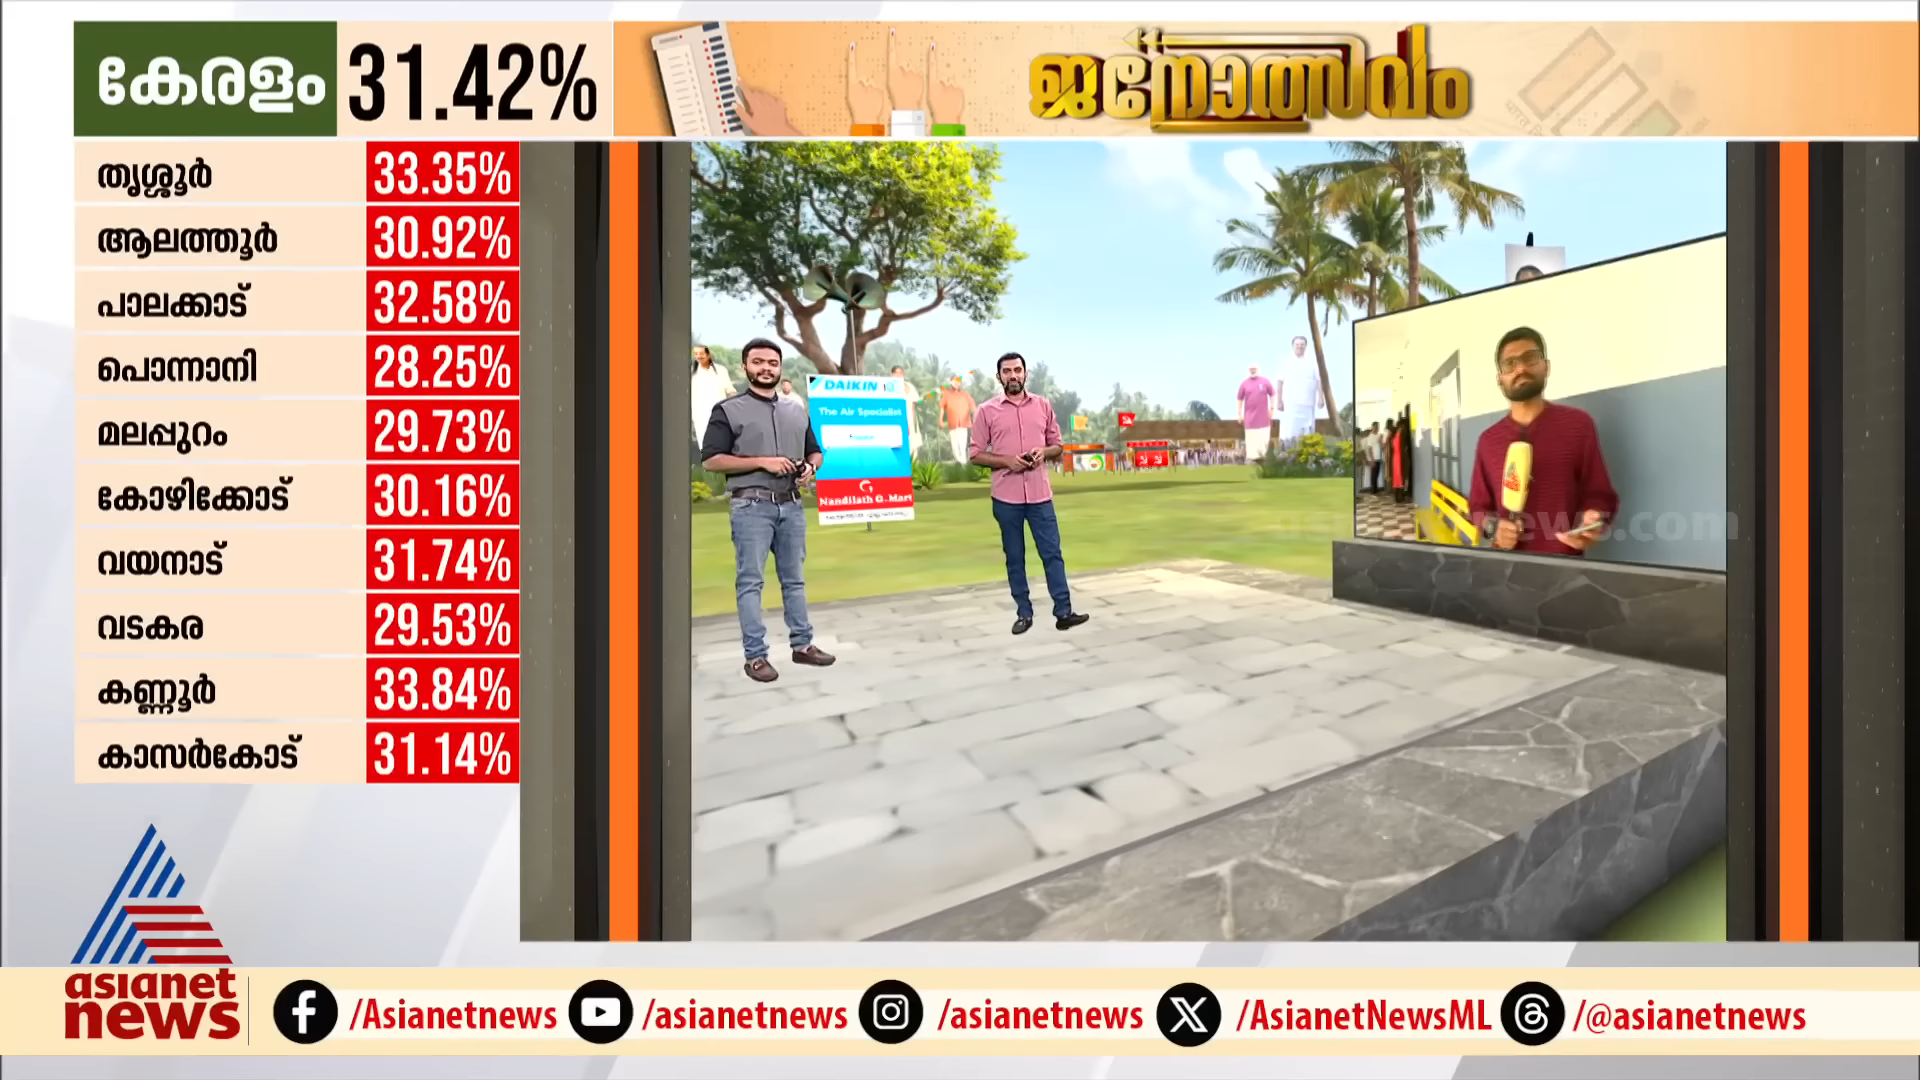 കേരളം 31.42%
ജനോത്സവം
തൃശ്ശൂർ 33.35%
ആലത്തൂർ 30.92%
പാലക്കാട് 32.58%
പൊന്നാനി 28.25%
മലപ്പുറം 29.73%
കോഴിക്കോട് 30.16%
വയനാട് 31.74%
വടകര 29.53%
കണ്ണൂർ 33.84%
കാസർകോട് 31.14%
DAIKIN
The Air Specialist
Nandilath G.Mart
news.com
asianet
news
/Asianetnews
/asianetnews
/asianetnews
/AsianetNewsML
/@asianetnews